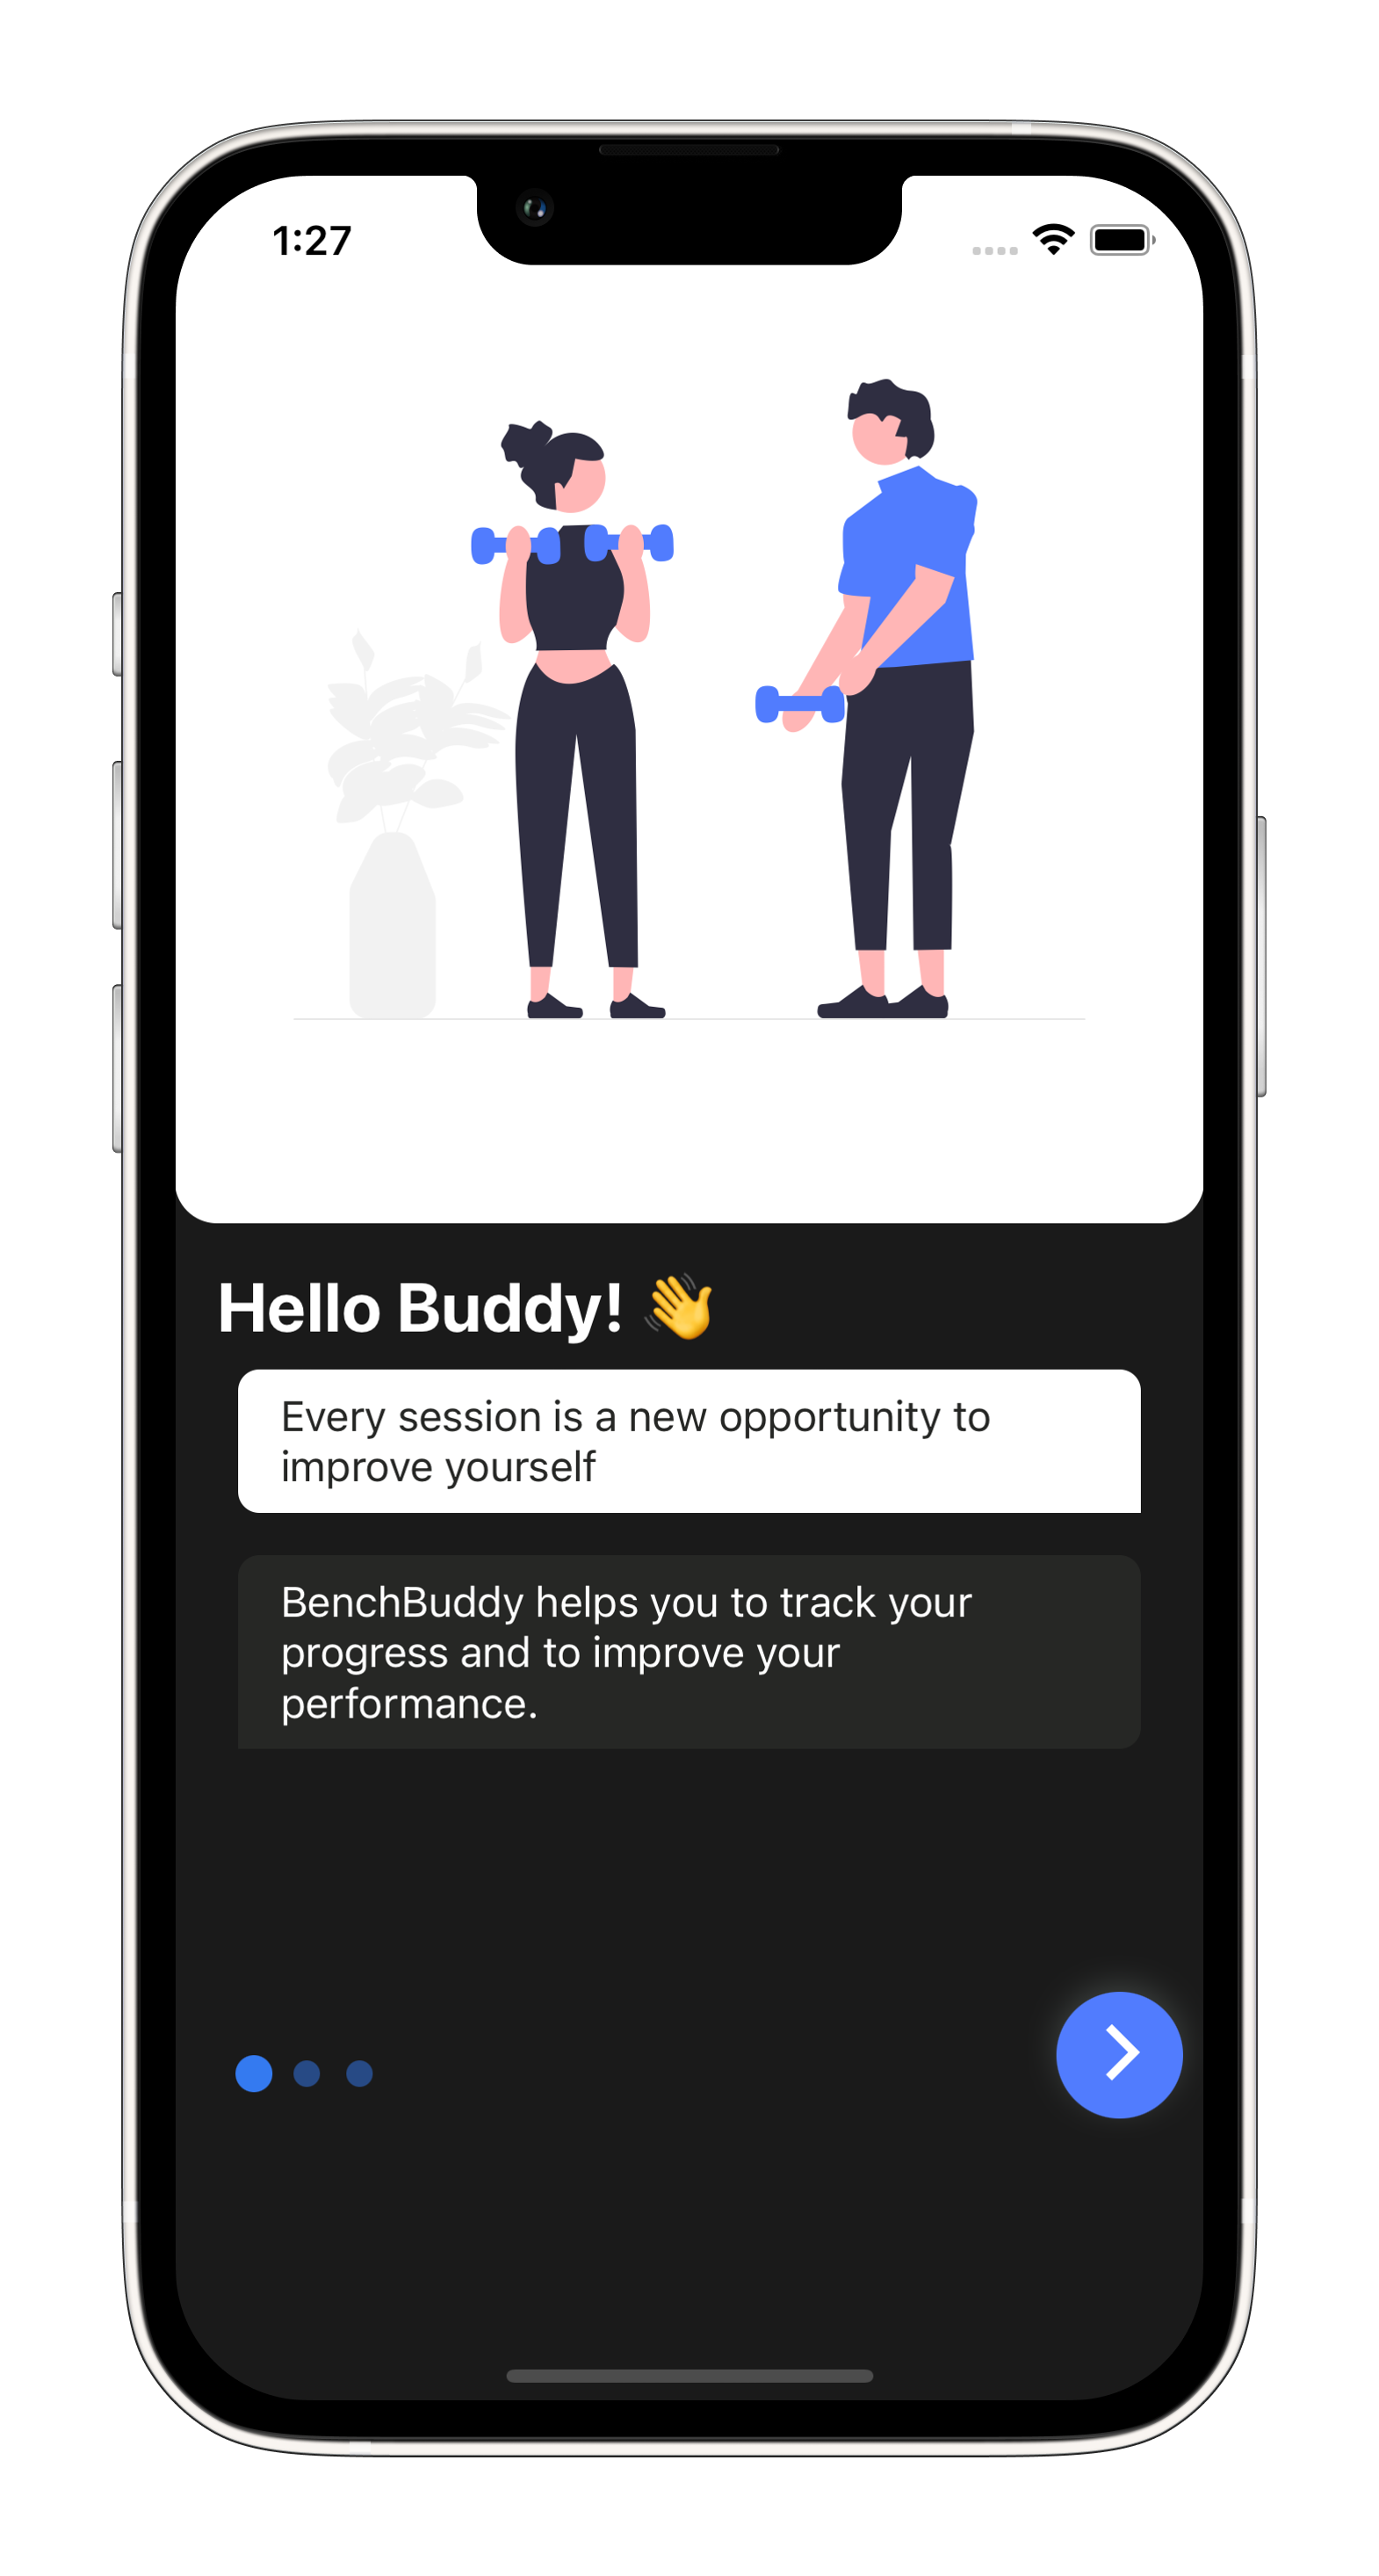 1:27
Hello Buddy! 👋
Every session is a new opportunity to
improve yourself
BenchBuddy helps you to track your
progress and to improve your
performance.